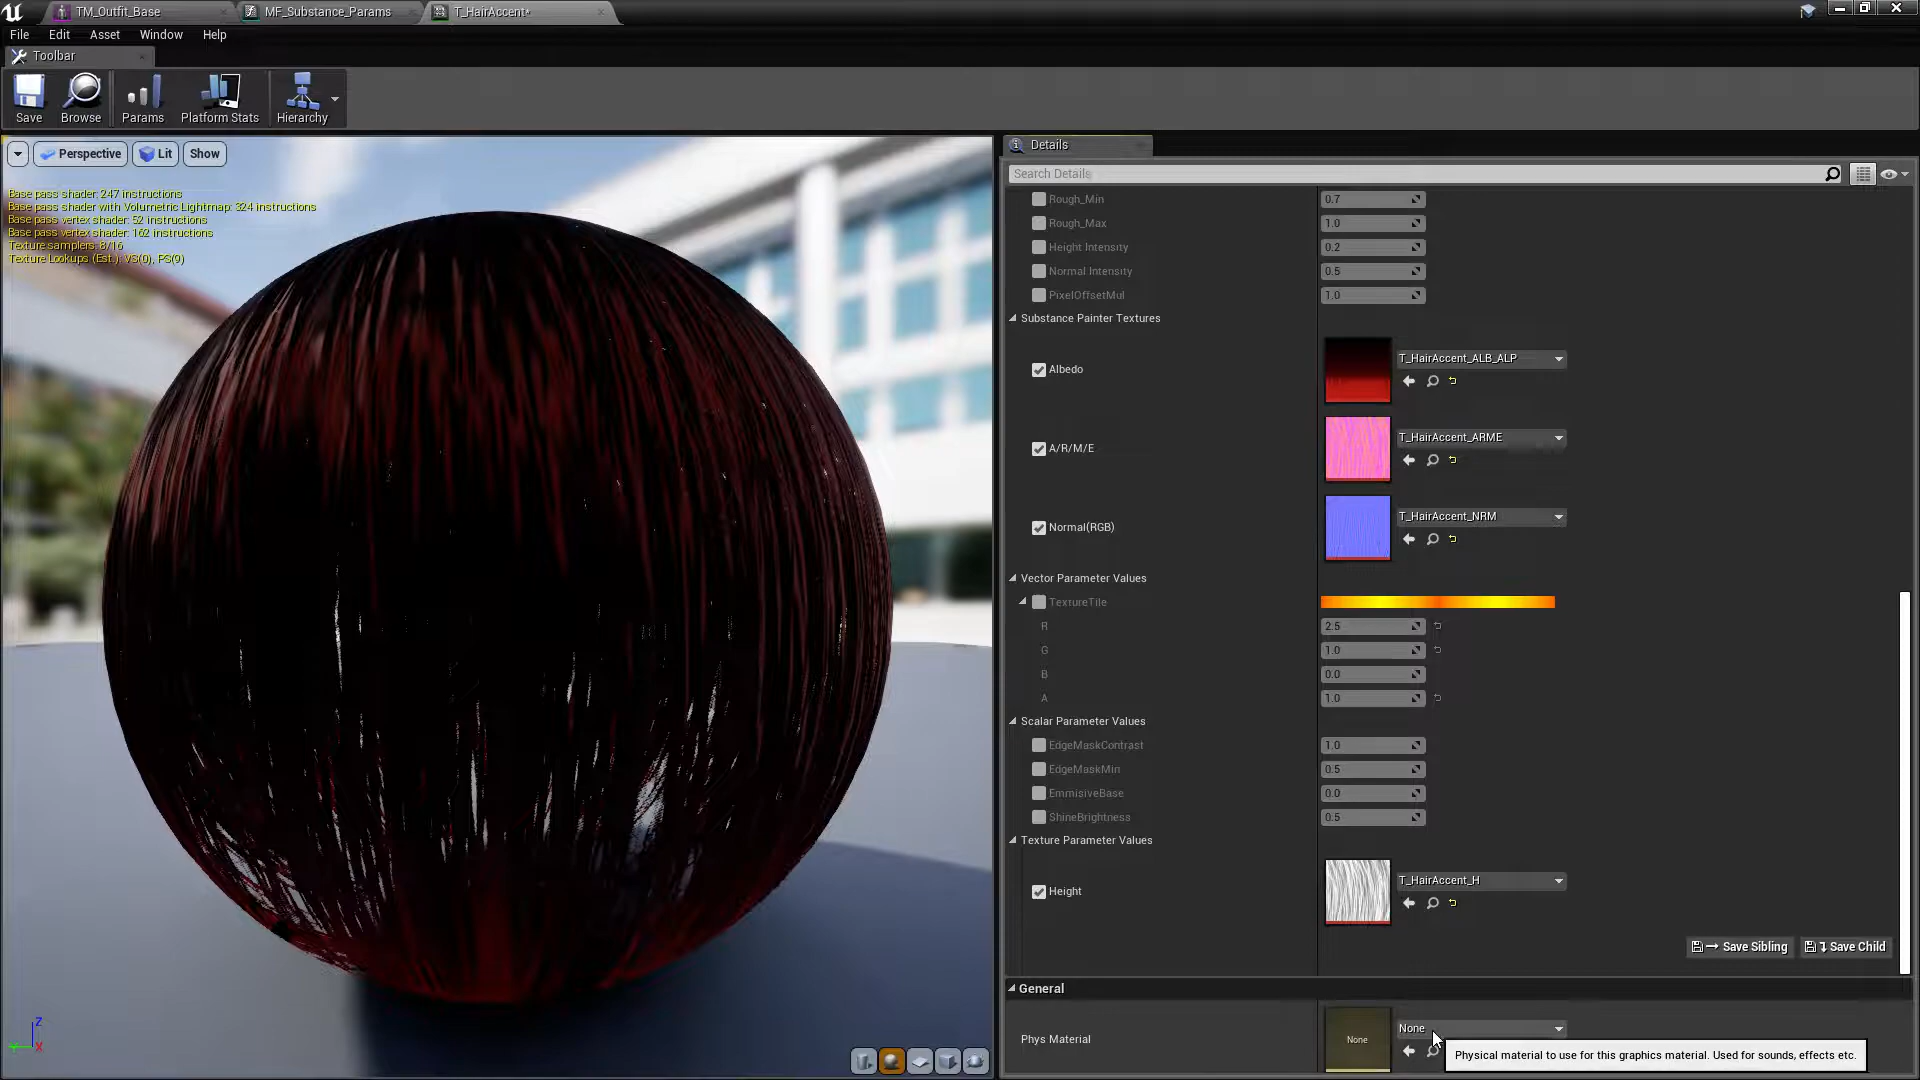 TM_Outfit_Base
MF_Substance_Params
T_HairAccent*
File Edit Asset Window Help
Toolbar
Save Browse Params Platform Stats Hierarchy
Perspective Lit Show
Base pass shader: 247 instructions
Base pass shader with Volumetric Lightmap: 324 instructions
Base pass vertex shader: 52 instructions
Base pass vertex shader: 162 instructions
Texture samplers: 8/16
Texture Lookups (Est.): VS(0), PS(9)
Z
Y
X
Details
Search Details
Rough_Min 0.7
Rough_Max 1.0
Height Intensity 0.2
Normal Intensity 0.5
PixelOffsetMul 1.0
Substance Painter Textures
Albedo T_HairAccent_ALB_ALP
A/R/M/E T_HairAccent_ARME
Normal(RGB) T_HairAccent_NRM
Vector Parameter Values
TextureTile
R 2.5
G 1.0
B 0.0
A 1.0
Scalar Parameter Values
EdgeMaskContrast 1.0
EdgeMaskMin 0.5
EmmisiveBase 0.0
ShineBrightness 0.5
Texture Parameter Values
Height T_HairAccent_H
Save Sibling Save Child
General
Phys Material None None
Physical material to use for this graphics material. Used for sounds, effects etc.